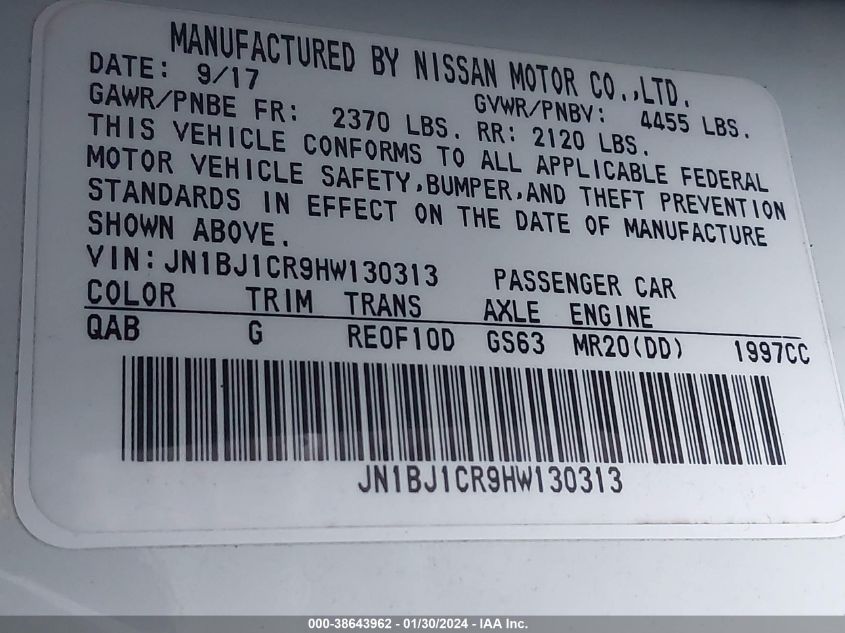 MANUFACTURED BY NISSAN MOTOR CO.,LTD.
DATE: 9/17 GVWR/PNBV: 4455 LBS.
GAWR/PNBE FR: 2370 LBS. RR: 2120 LBS.
THIS VEHICLE CONFORMS TO ALL APPLICABLE FEDERAL
MOTOR VEHICLE SAFETY,BUMPER,AND THEFT PREVENTION
STANDARDS IN EFFECT ON THE DATE OF MANUFACTURE
SHOWN ABOVE.
VIN:JN1BJ1CR9HW130313 PASSENGER CAR
COLOR TRIM TRANS AXLE ENGINE
QAB G RE0F10D GS63 MR20(DD) 1997CC
JN1BJ1CR9HW130313
000-38643962 - 01/30/2024 - IAA Inc.